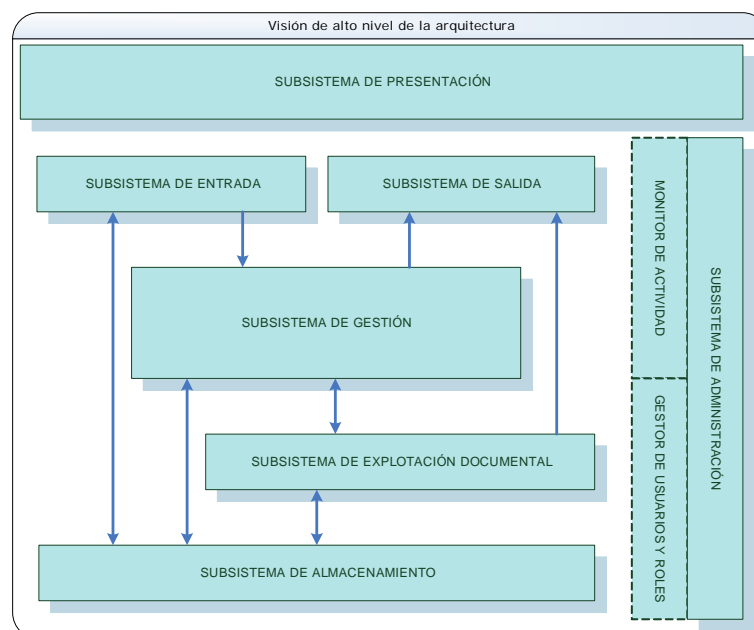 Visión de alto nivel de la arquitectura
SUBSISTEMA DE PRESENTACIÓN
SUBSISTEMA DE ENTRADA
SUBSISTEMA DE SALIDA
MONITOR DE ACTIVIDAD
SUBSISTEMA DE ADMINISTRACIÓN
SUBSISTEMA DE GESTIÓN
GESTOR DE USUARIOS Y ROLES
SUBSISTEMA DE EXPLOTACIÓN DOCUMENTAL
SUBSISTEMA DE ALMACENAMIENTO